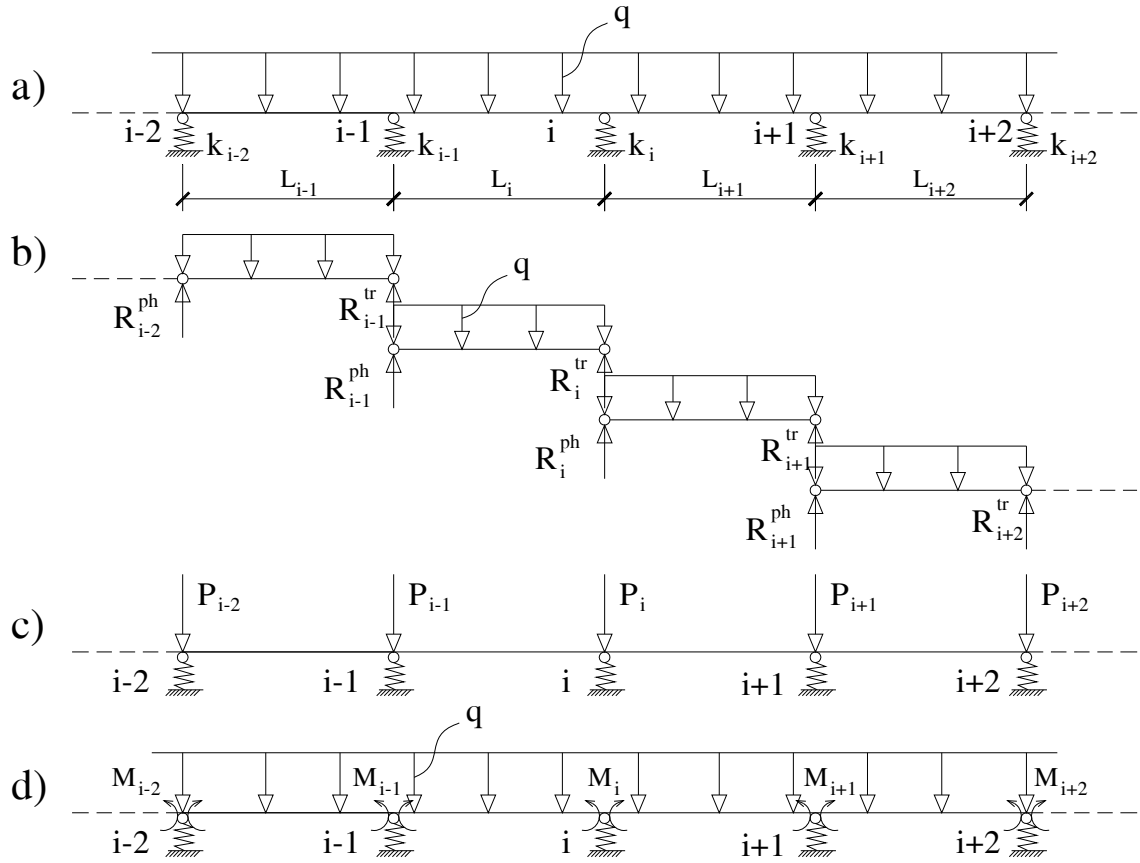 q
a)
i-2 i-1 i i+1 i+2
k i-2 k i-1 k i k i+1 k i+2
L i-1 L i L i+1 L i+2
b)
q
R ph i-2 R tr i-1
R ph i-1 R tr i
R ph i R tr i+1
R ph i+1 R tr i+2
P i-2 P i-1 P i P i+1 P i+2
c)
i-2 i-1 i i+1 i+2
q
M i-2 M i-1 M i M i+1 M i+2
d)
i-2 i-1 i i+1 i+2